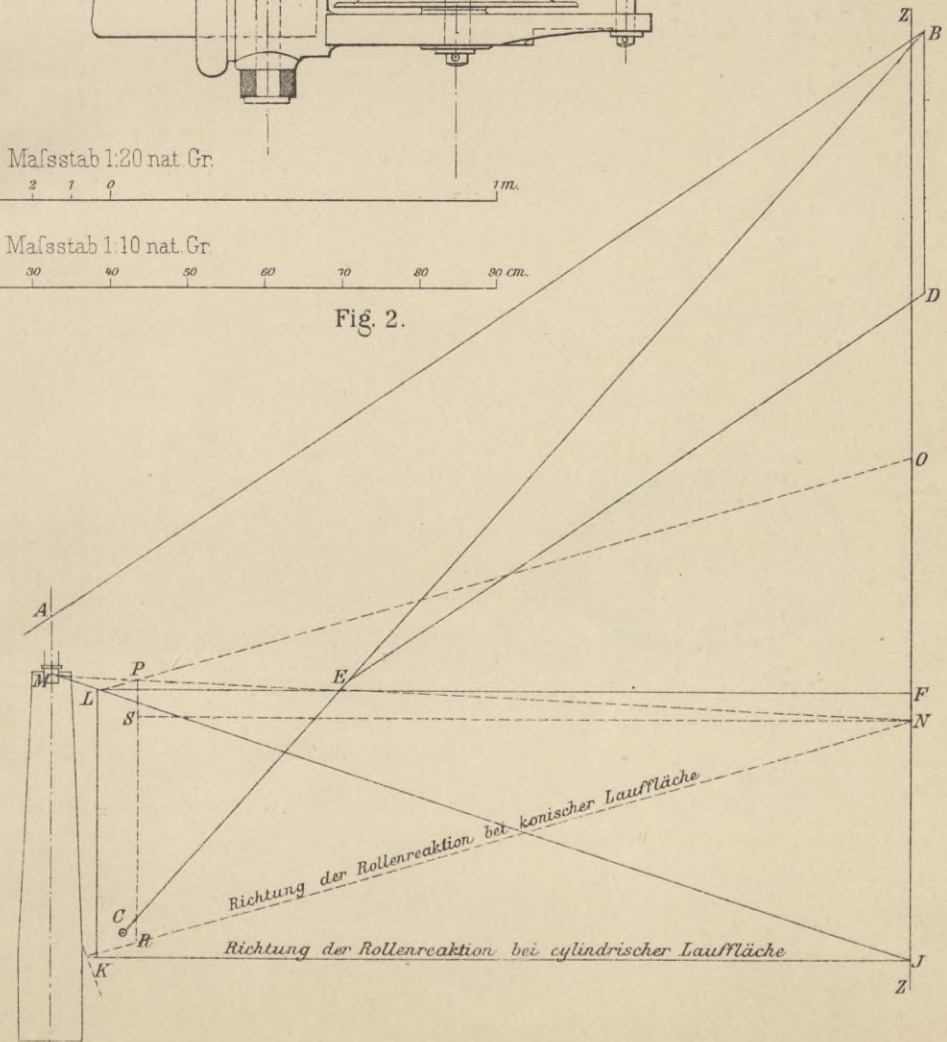 Z
B
Maſsstab 1:20 nat. Gr.
2 1 0 1 m.
Maſsstab 1:10 nat. Gr.
30 40 50 60 70 80 90 cm.
D
Fig. 2.
O
A
P
E
M
L
F
S
N
Richtung der Rollenreaktion bei konischer Lauffläche
C
R
Richtung der Rollenreaktion bei cylindrischer Lauffläche
K
J
Z